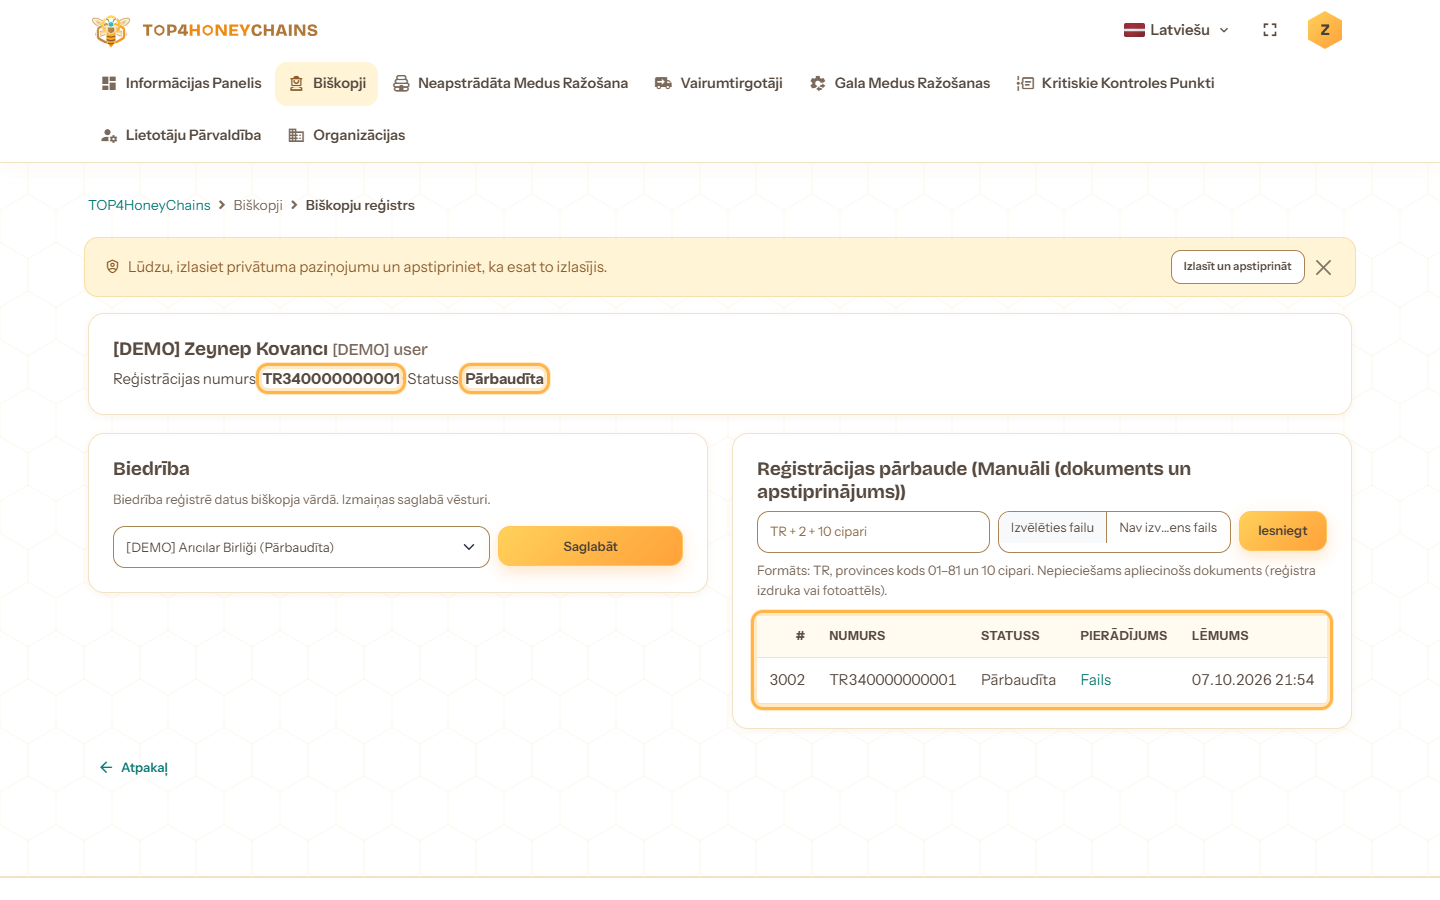 TOP4HONEYCHAINS
Latviešu
Z
Informācijas Panelis
Biškopji
Neapstrādāta Medus Ražošana
Vairumtirgotāji
Gala Medus Ražošanas
Kritiskie Kontroles Punkti
Lietotāju Pārvaldība
Organizācijas
TOP4HoneyChains > Biškopji > Biškopju reģistrs
Lūdzu, izlasiet privātuma paziņojumu un apstipriniet, ka esat to izlasījis.
Izlasīt un apstiprināt
[DEMO] Zeynep Kovancı [DEMO] user
Reģistrācijas numurs TR340000000001 Statuss Pārbaudīta
Biedrība
Biedrība reģistrē datus biškopja vārdā. Izmaiņas saglabā vēsturi.
[DEMO] Arıcılar Birliği (Pārbaudīta)
Saglabāt
Reģistrācijas pārbaude (Manuāli (dokuments un
apstiprinājums))
TR + 2 + 10 cipari
Izvēlēties failu
Nav izv...ens fails
Iesniegt
Formāts: TR, provinces kods 01–81 un 10 cipari. Nepieciešams apliecinošs dokuments (reģistra
izdruka vai fotoattēls).
# NUMURS STATUSS PIERĀDĪJUMS LĒMUMS
3002 TR340000000001 Pārbaudīta Fails 07.10.2026 21:54
Atpakaļ